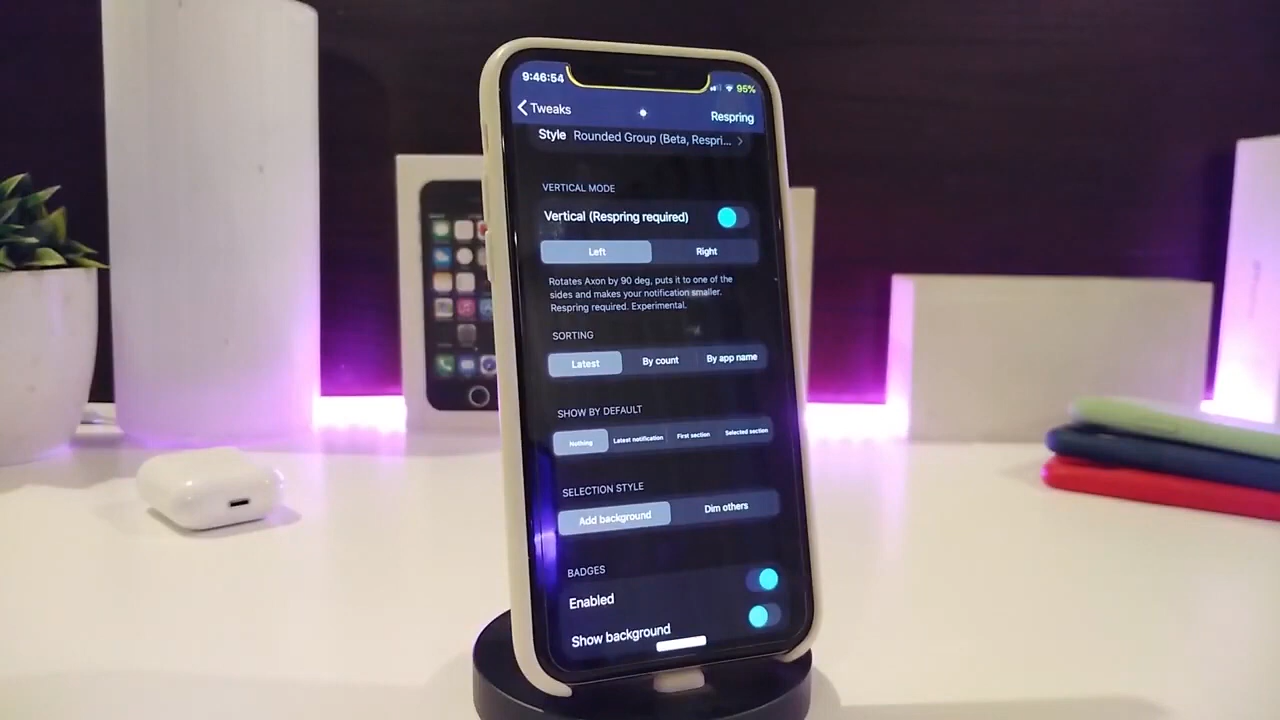 9:46:54
95%
Tweaks
Respring
Style Rounded Group (Beta, Respri...
VERTICAL MODE
Vertical (Respring required)
Left Right
Rotates Axon by 90 deg, puts it to one of the
sides and makes your notification smaller.
Respring required. Experimental.
SORTING
Latest By count By app name
SHOW BY DEFAULT
Nothing Latest notification First section Selected section
SELECTION STYLE
Add background Dim others
BADGES
Enabled
Show background